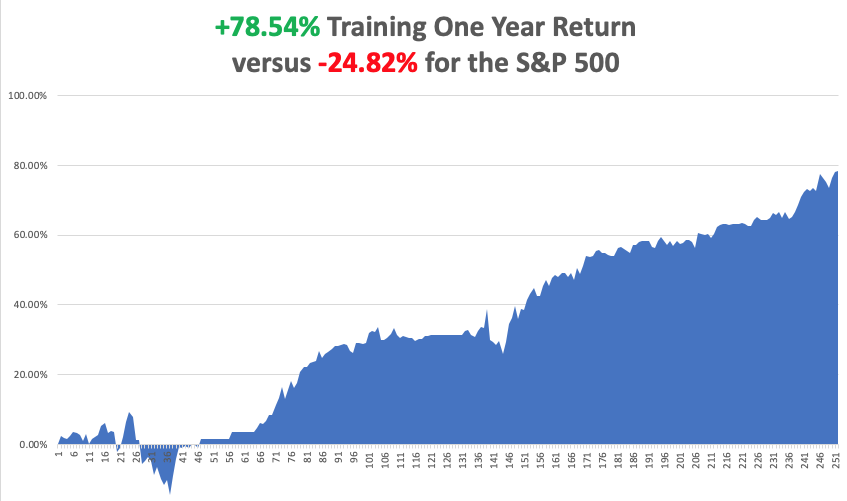 +78.54% Training One Year Return
versus -24.82% for the S&P 500
100.00%
80.00%
60.00%
40.00%
20.00%
0.00%
1 6 11 16 21 26 31 36 41 46 51 56 61 66 71 76 81 86 91 96 101 106 111 116 121 126 131 136 141 146 151 156 161 166 171 176 181 186 191 196 201 206 211 216 221 226 231 236 241 246 251